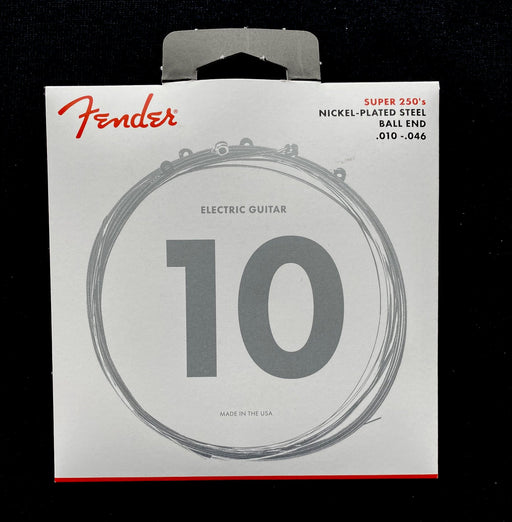 Fender®
SUPER 250's
NICKEL-PLATED STEEL
BALL END
.010 -.046
ELECTRIC GUITAR
10
MADE IN THE USA